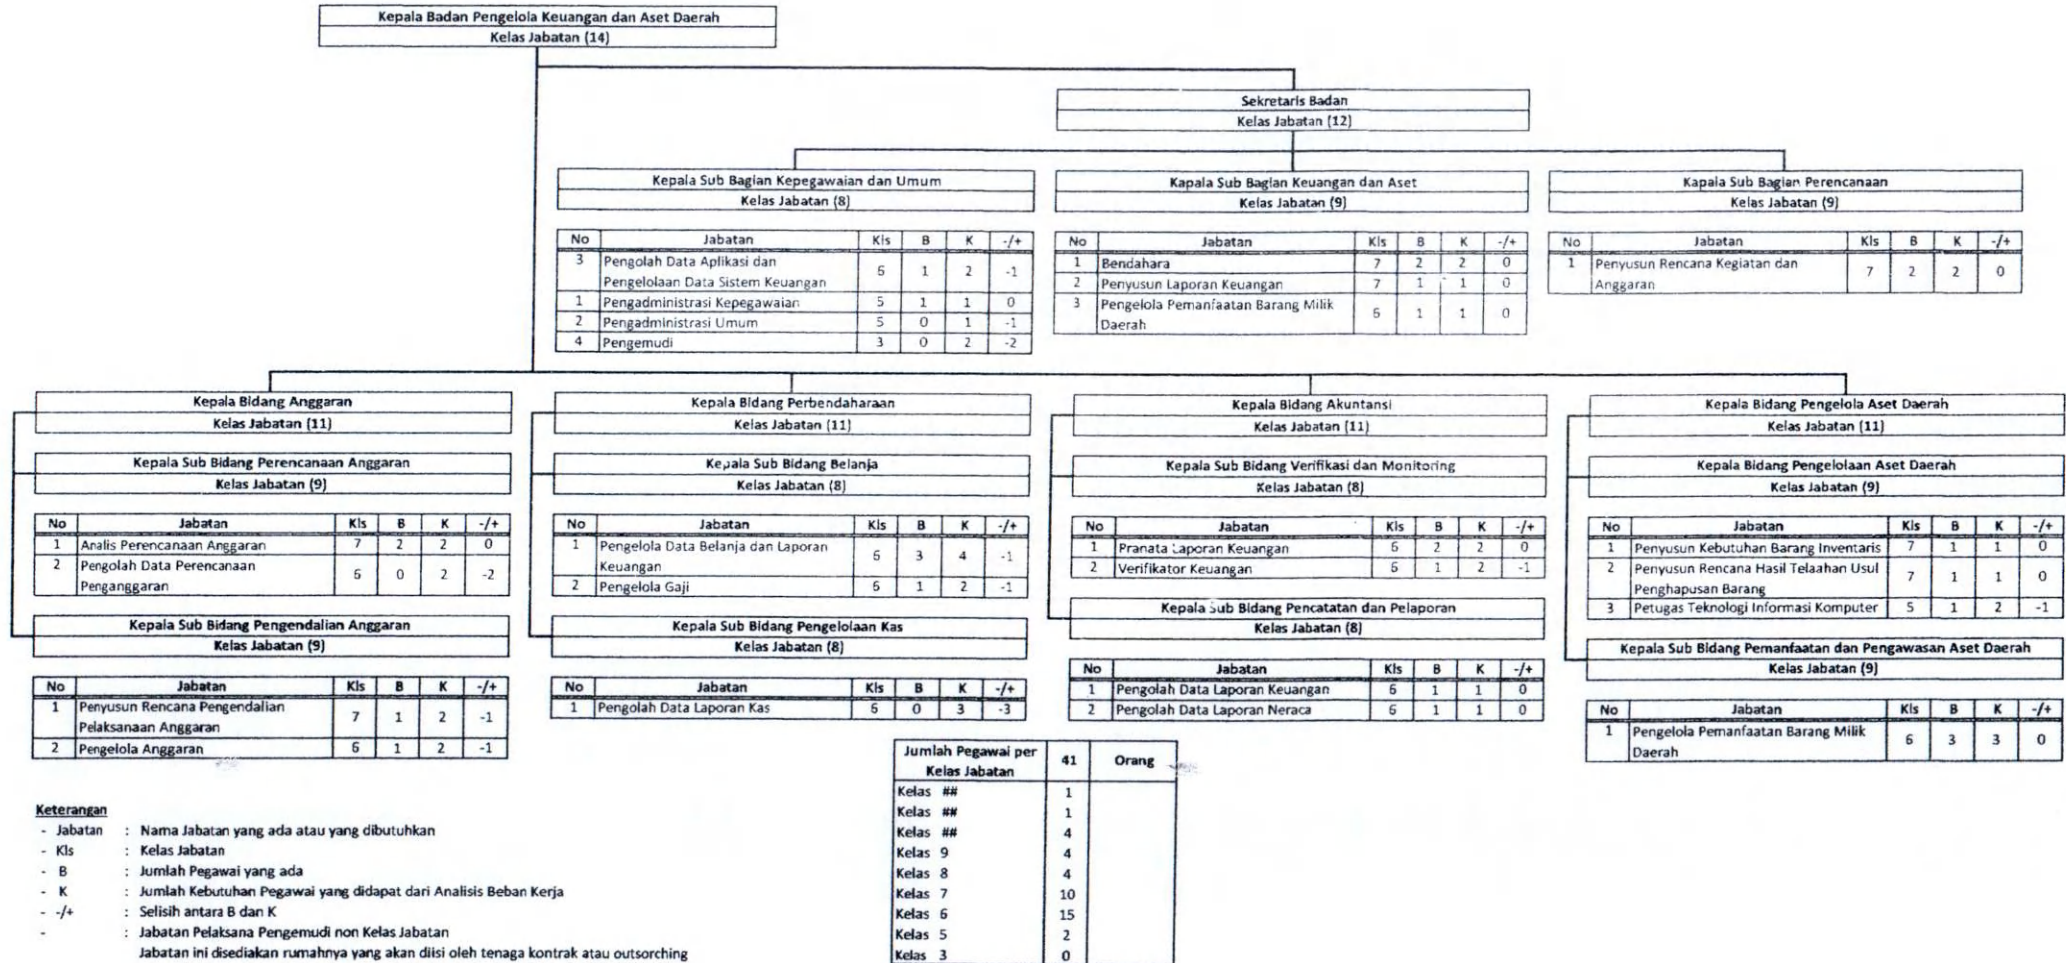 Kepala Badan Pengelola Keuangan dan Aset Daerah
Kelas Jabatan (14)
Sekretaris Badan
Kelas Jabatan (12)
Kepala Sub Bagian Kepegawaian dan Umum
Kelas Jabatan (8)
No Jabatan Kls B K -/+
3 Pengolah Data Aplikasi dan
Pengelolaan Data Sistem Keuangan 6 1 2 -1
1 Pengadministrasi Kepegawaian 5 1 1 0
2 Pengadministrasi Umum 5 0 1 -1
4 Pengemudi 3 0 2 -2
Kapala Sub Bagian Keuangan dan Aset
Kelas Jabatan (9)
No Jabatan Kls B K -/+
1 Bendahara 7 2 2 0
2 Penyusun Laporan Keuangan 7 1 1 0
3 Pengelola Pemanfaatan Barang Milik
Daerah 6 1 1 0
Kapala Sub Bagian Perencanaan
Kelas Jabatan (9)
No Jabatan Kls B K -/+
1 Penyusun Rencana Kegiatan dan
Anggaran 7 2 2 0
Kepala Bidang Anggaran
Kelas Jabatan (11)
Kepala Sub Bidang Perencanaan Anggaran
Kelas Jabatan (9)
No Jabatan Kls B K -/+
1 Analis Perencanaan Anggaran 7 2 2 0
2 Pengolah Data Perencanaan
Penganggaran 6 0 2 -2
Kepala Sub Bidang Pengendalian Anggaran
Kelas Jabatan (9)
No Jabatan Kls B K -/+
1 Penyusun Rencana Pengendalian
Pelaksanaan Anggaran 7 1 2 -1
2 Pengelola Anggaran 6 1 2 -1
Kepala Bidang Perbendaharaan
Kelas Jabatan (11)
Kepala Sub Bidang Belanja
Kelas Jabatan (8)
No Jabatan Kls B K -/+
1 Pengelola Data Belanja dan Laporan
Keuangan 6 3 4 -1
2 Pengelola Gaji 6 1 2 -1
Kepala Sub Bidang Pengelolaan Kas
Kelas Jabatan (8)
No Jabatan Kls B K -/+
1 Pengolah Data Laporan Kas 6 0 3 -3
Kepala Bidang Akuntansi
Kelas Jabatan (11)
Kepala Sub Bidang Verifikasi dan Monitoring
Kelas Jabatan (8)
No Jabatan Kls B K -/+
1 Pranata Laporan Keuangan 6 2 2 0
2 Verifikator Keuangan 6 1 2 -1
Kepala Sub Bidang Pencatatan dan Pelaporan
Kelas Jabatan (8)
No Jabatan Kls B K -/+
1 Pengolah Data Laporan Keuangan 6 1 1 0
2 Pengolah Data Laporan Neraca 6 1 1 0
Kepala Bidang Pengelola Aset Daerah
Kelas Jabatan (11)
Kepala Bidang Pengelolaan Aset Daerah
Kelas Jabatan (9)
No Jabatan Kls B K -/+
1 Penyusun Kebutuhan Barang Inventaris 7 1 1 0
2 Penyusun Rencana Hasil Telaahan Usul
Penghapusan Barang 7 1 1 0
3 Petugas Teknologi Informasi Komputer 5 1 2 -1
Kepala Sub Bidang Pemanfaatan dan Pengawasan Aset Daerah
Kelas Jabatan (9)
No Jabatan Kls B K -/+
1 Pengelola Pemanfaatan Barang Milik
Daerah 6 3 3 0
Jumlah Pegawai per
Kelas Jabatan 41 Orang
Kelas ## 1
Kelas ## 1
Kelas ## 4
Kelas 9 4
Kelas 8 4
Kelas 7 10
Kelas 6 15
Kelas 5 2
Kelas 3 0
Keterangan
- Jabatan : Nama Jabatan yang ada atau yang dibutuhkan
- Kls : Kelas Jabatan
- B : Jumlah Pegawai yang ada
- K : Jumlah Kebutuhan Pegawai yang didapat dari Analisis Beban Kerja
- -/+ : Selisih antara B dan K
- : Jabatan Pelaksana Pengemudi non Kelas Jabatan
Jabatan ini disediakan rumahnya yang akan diisi oleh tenaga kontrak atau outsorching